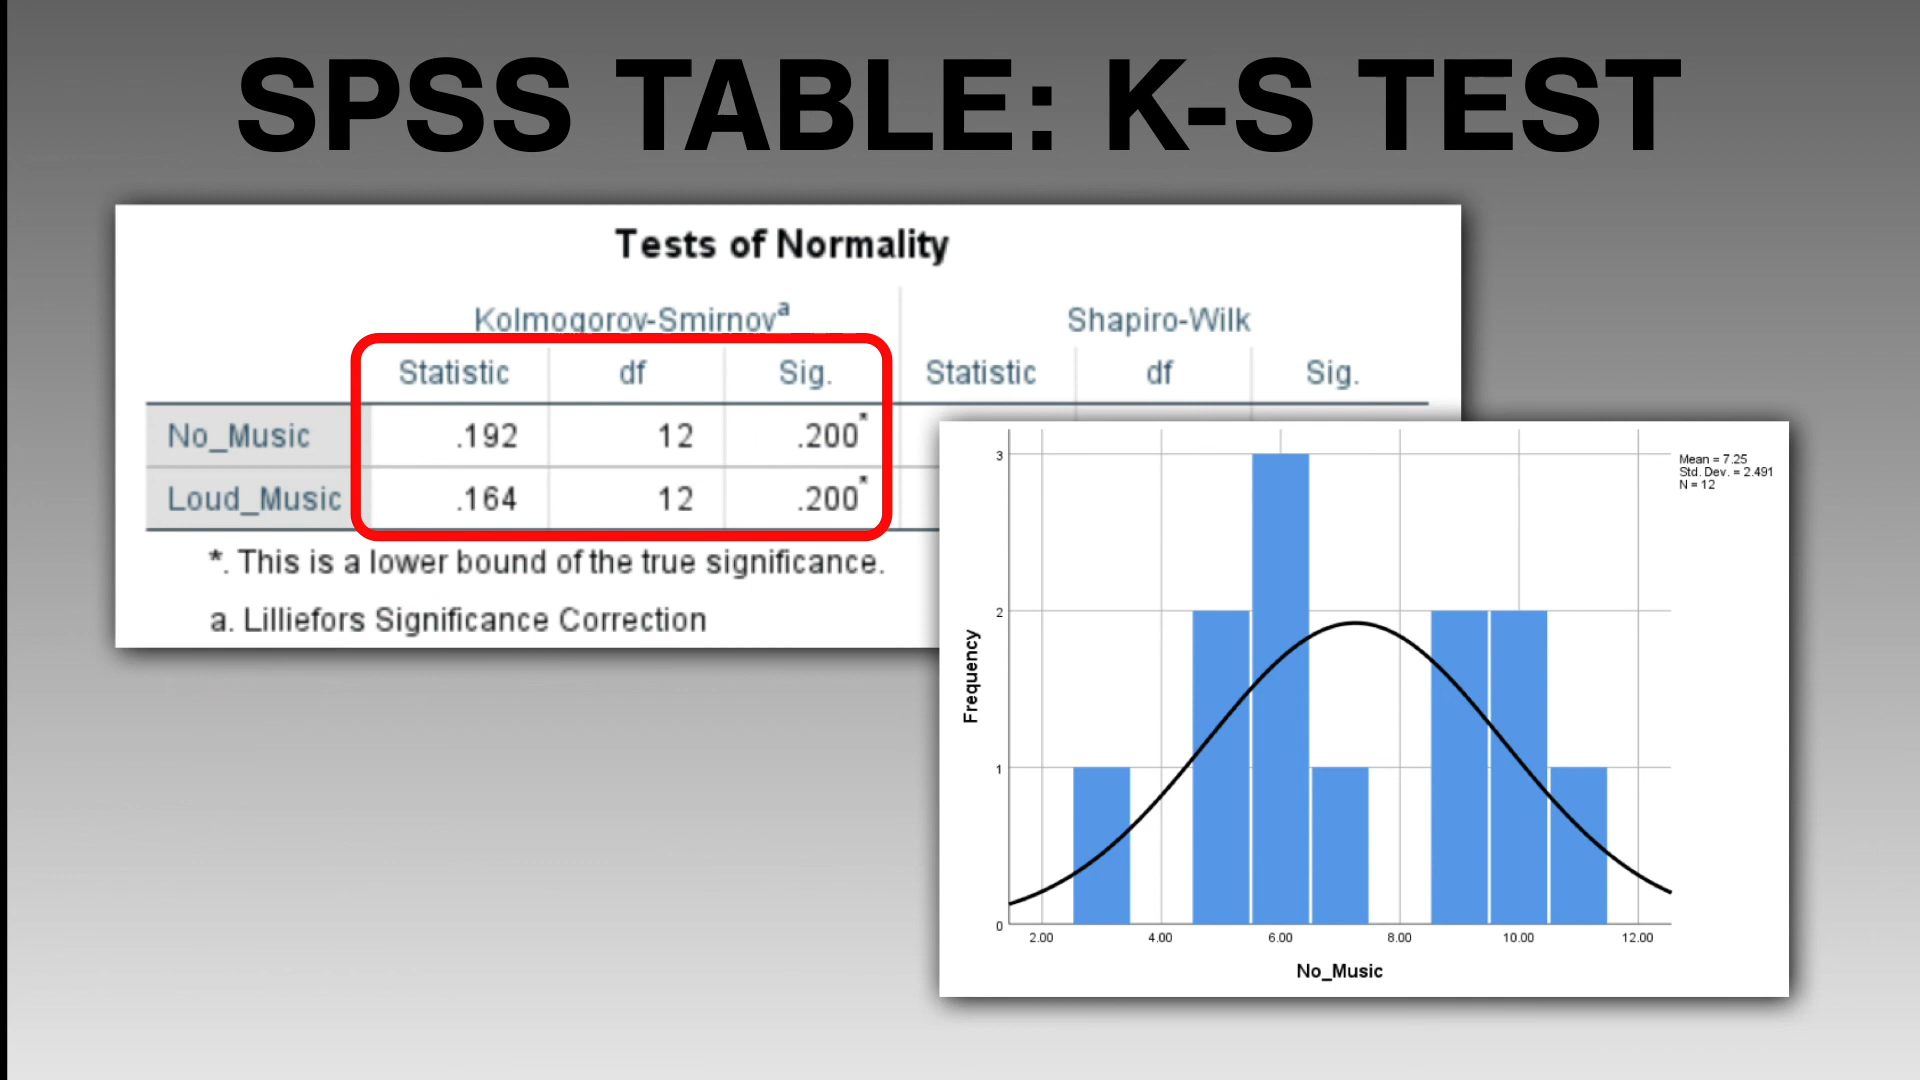 SPSS TABLE: K-S TEST
Tests of Normality
Kolmogorov-Smirnovᵃ Shapiro-Wilk
Statistic df Sig. Statistic df Sig.
No_Music .192 12 .200*
Loud_Music .164 12 .200*
*. This is a lower bound of the true significance.
a. Lilliefors Significance Correction
Mean = 7.25
Std. Dev. = 2.491
N = 12
3
2
1
0
Frequency
2.00 4.00 6.00 8.00 10.00 12.00
No_Music